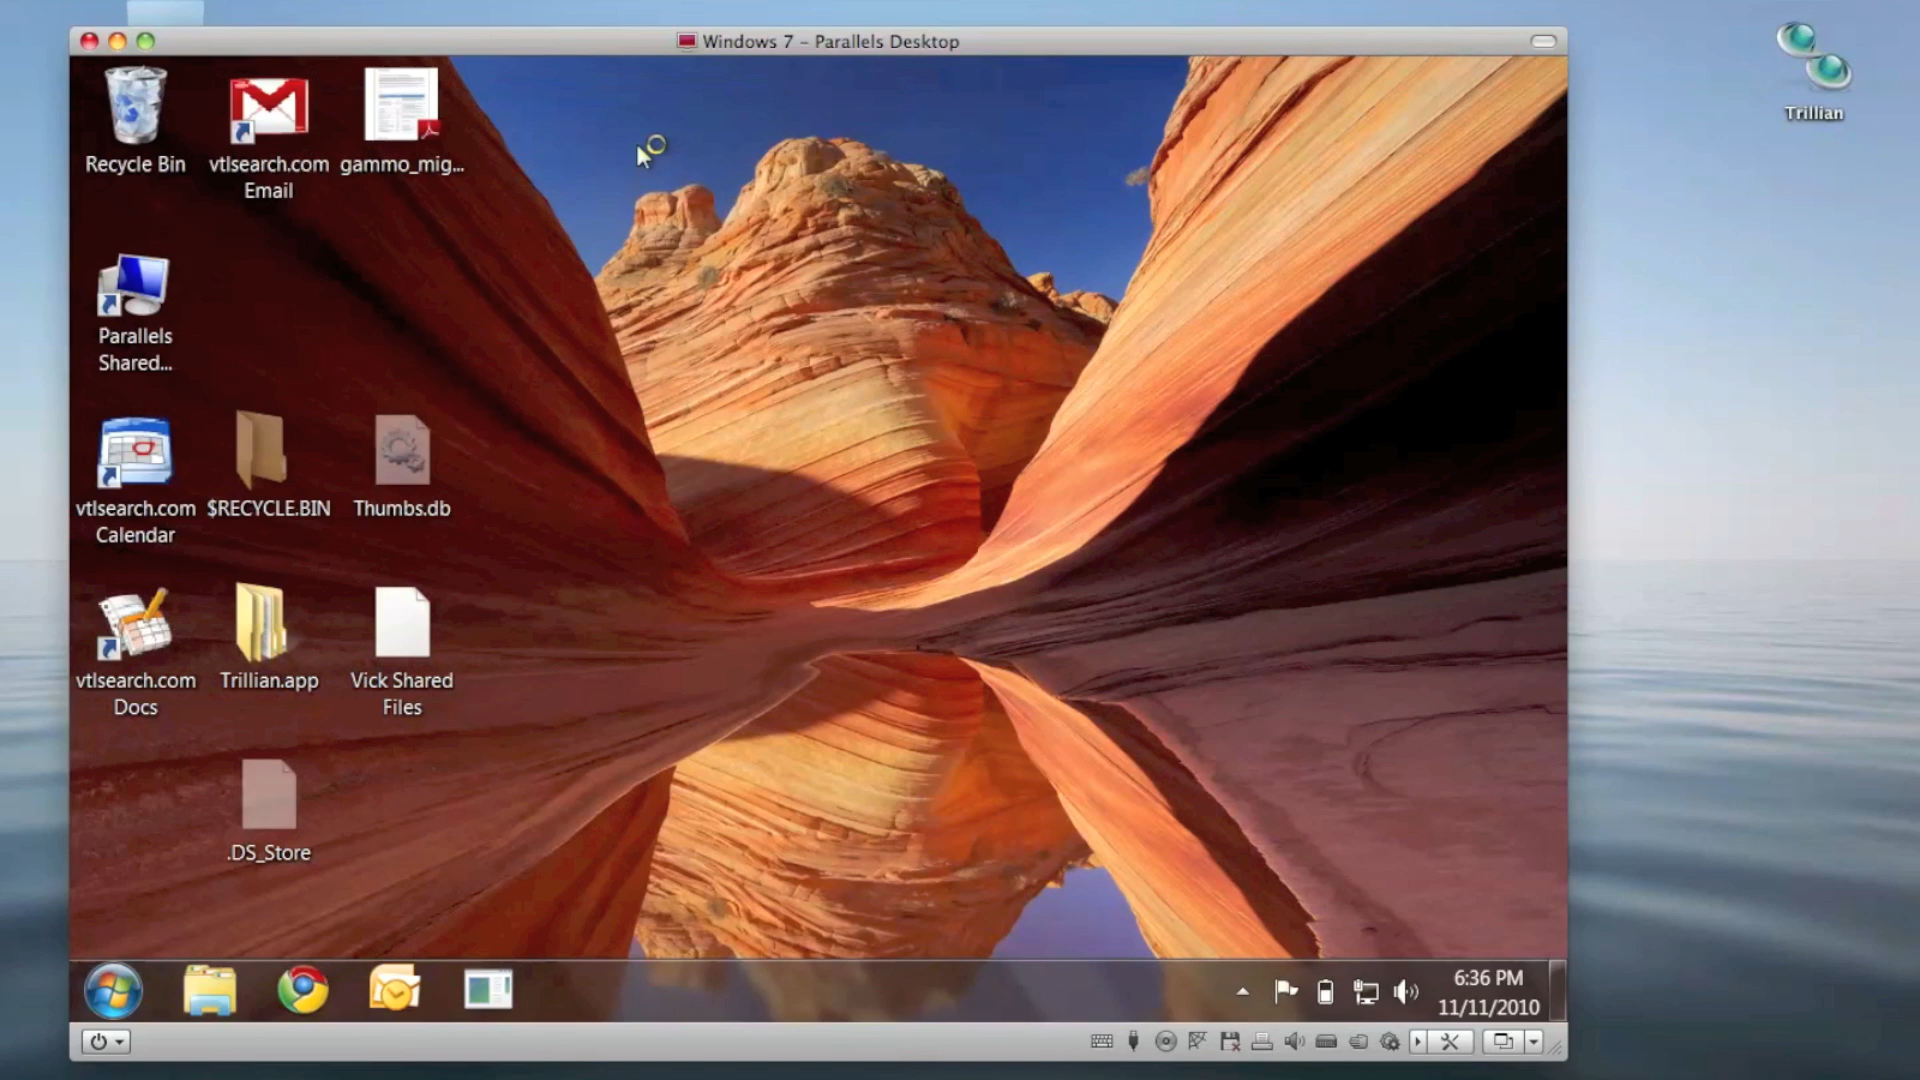 Windows 7 – Parallels Desktop
Trillian
Recycle Bin
vtlsearch.com
Email
gammo_mig...
Parallels
Shared...
vtlsearch.com
Calendar
$RECYCLE.BIN
Thumbs.db
vtlsearch.com
Docs
Trillian.app
Vick Shared
Files
.DS_Store
6:36 PM
11/11/2010